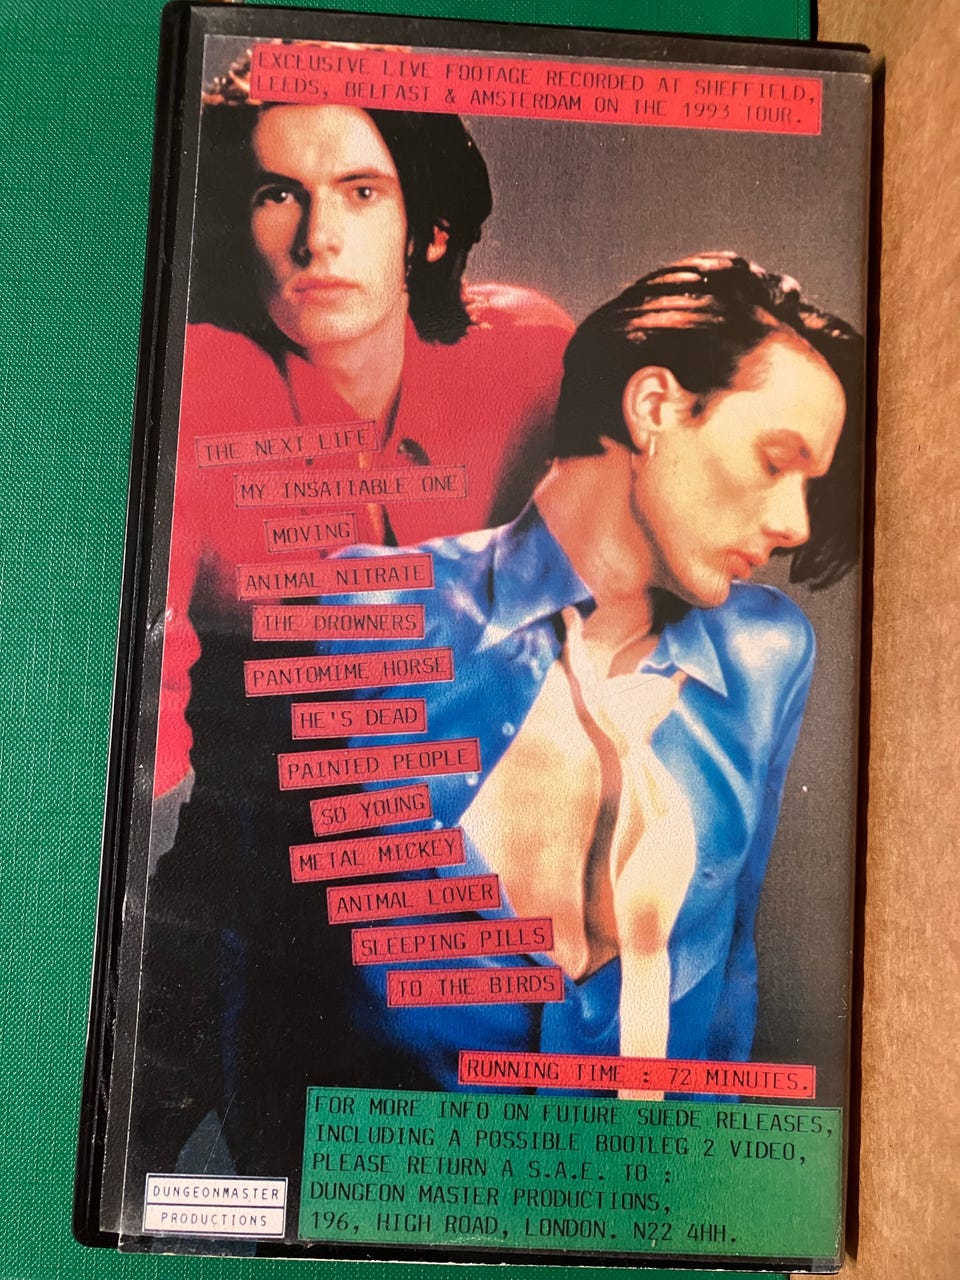 EXCLUSIVE LIVE FOOTAGE RECORDED AT SHEFFIELD,
LEEDS, BELFAST & AMSTERDAM ON THE 1993 TOUR.
THE NEXT LIFE
MY INSATIABLE ONE
MOVING
ANIMAL NITRATE
THE DROWNERS
PANTOMIME HORSE
HE'S DEAD
PAINTED PEOPLE
SO YOUNG
METAL MICKEY
ANIMAL LOVER
SLEEPING PILLS
TO THE BIRDS
RUNNING TIME : 72 MINUTES.
FOR MORE INFO ON FUTURE SUEDE RELEASES,
INCLUDING A POSSIBLE BOOTLEG 2 VIDEO,
PLEASE RETURN A S.A.E. TO :
DUNGEON MASTER PRODUCTIONS,
196, HIGH ROAD, LONDON. N22 4HH.
DUNGEONMASTER
PRODUCTIONS